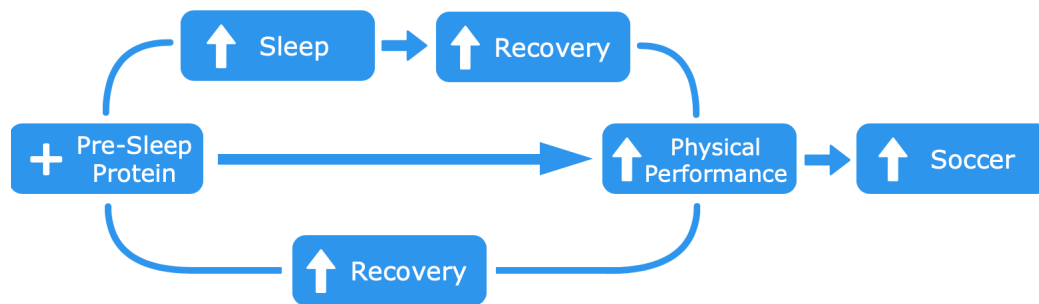 Sleep
Recovery
Pre-Sleep
Protein
Physical
Performance
Soccer
Recovery